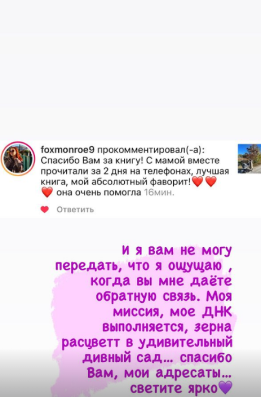 foxmonroe9 прокомментировал(-а):
Спасибо Вам за книгу! С мамой вместе
прочитали за 2 дня на телефонах, лучшая
книга, мой абсолютный фаворит!❤️❤️
❤️ она очень помогла 16мин.
Ответить
И я вам не могу
передать, что я ощущаю ,
когда вы мне даёте
обратную связь. Моя
миссия, мое ДНК
выполняется, зерна
расцветт в удивительный
дивный сад... спасибо
Вам, мои адресаты...
светите ярко💜